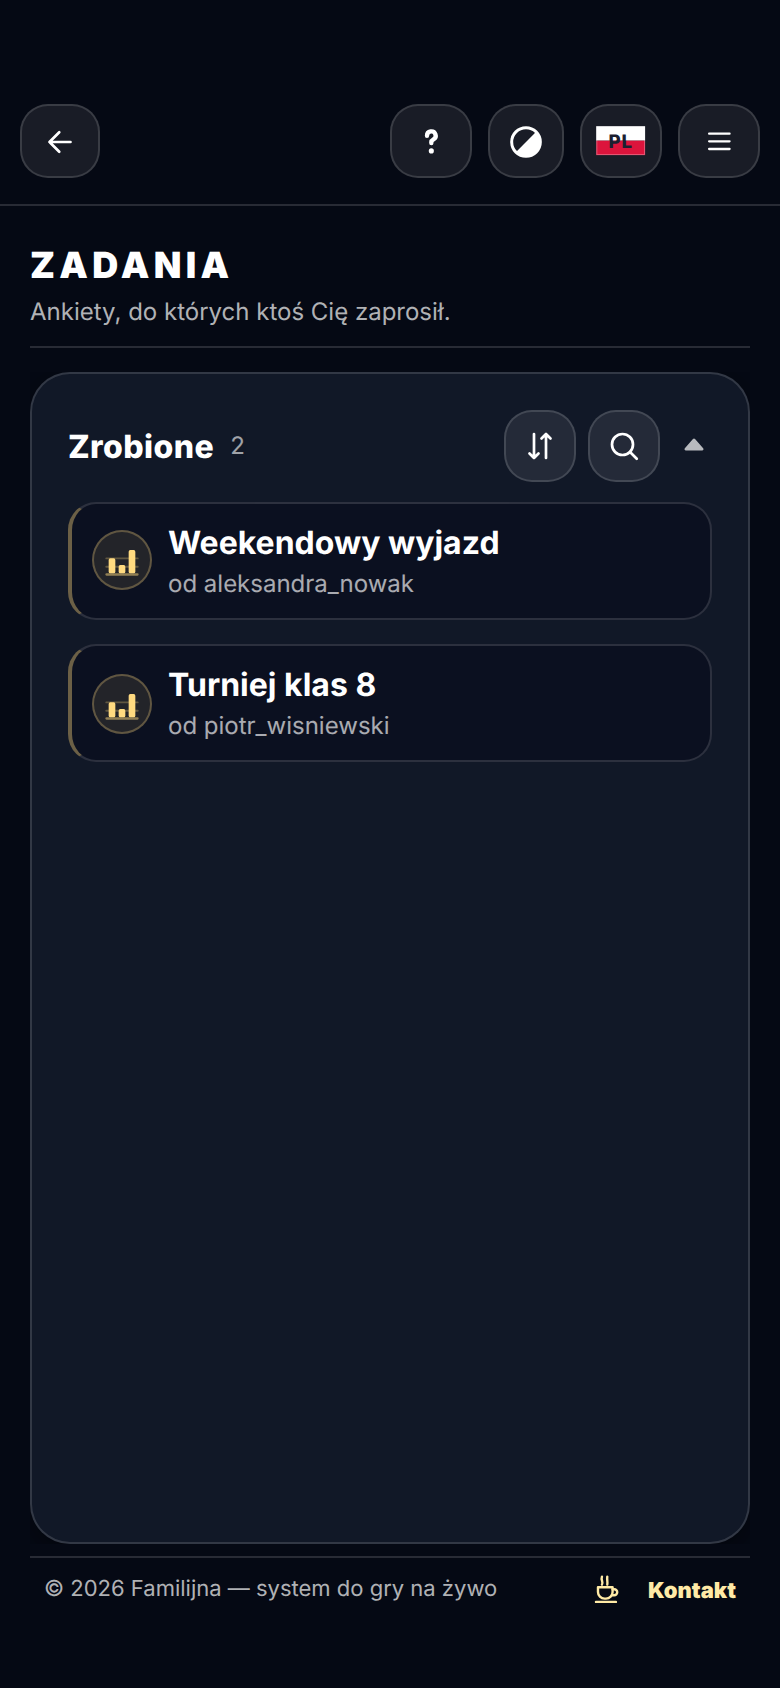 ?
PL
ZADANIA
Ankiety, do których ktoś Cię zaprosił.
Zrobione 2
Weekendowy wyjazd
od aleksandra_nowak
Turniej klas 8
od piotr_wisniewski
© 2026 Familijna — system do gry na żywo
Kontakt